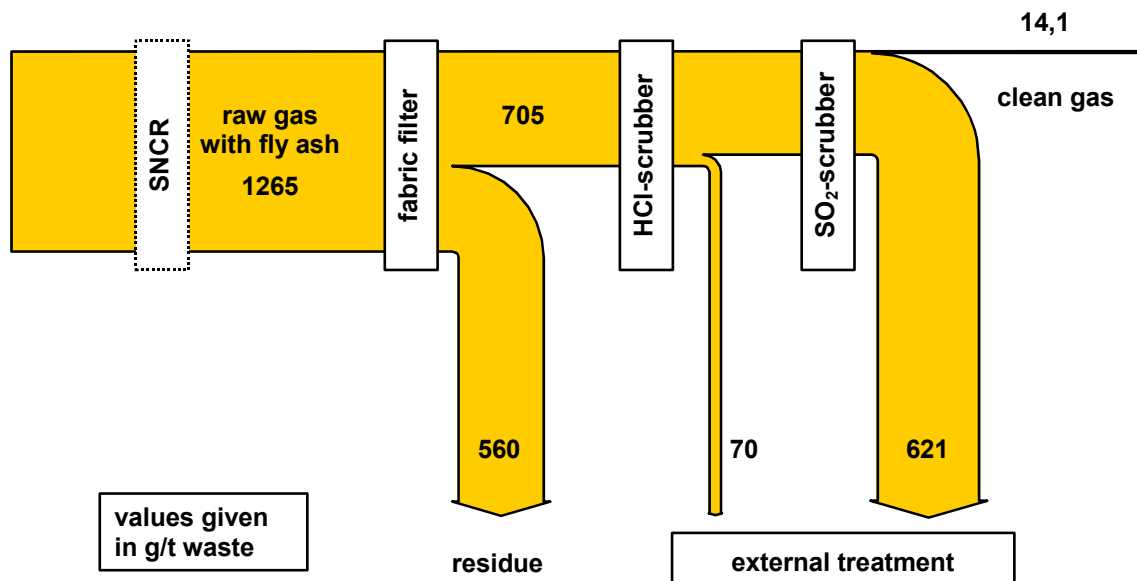 14,1
clean gas
SNCR
raw gas
with fly ash
1265
fabric filter
705
HCl-scrubber
SO₂-scrubber
560
70
621
values given
in g/t waste
residue
external treatment